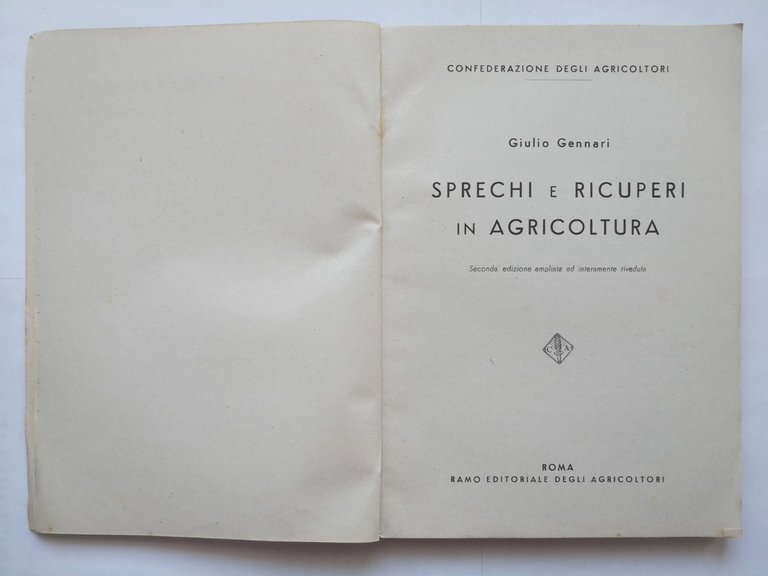 CONFEDERAZIONE DEGLI AGRICOLTORI
Giulio Gennari
SPRECHI E RICUPERI
IN AGRICOLTURA
Seconda edizione ampliata ed interamente riveduta
C A
ROMA
RAMO EDITORIALE DEGLI AGRICOLTORI